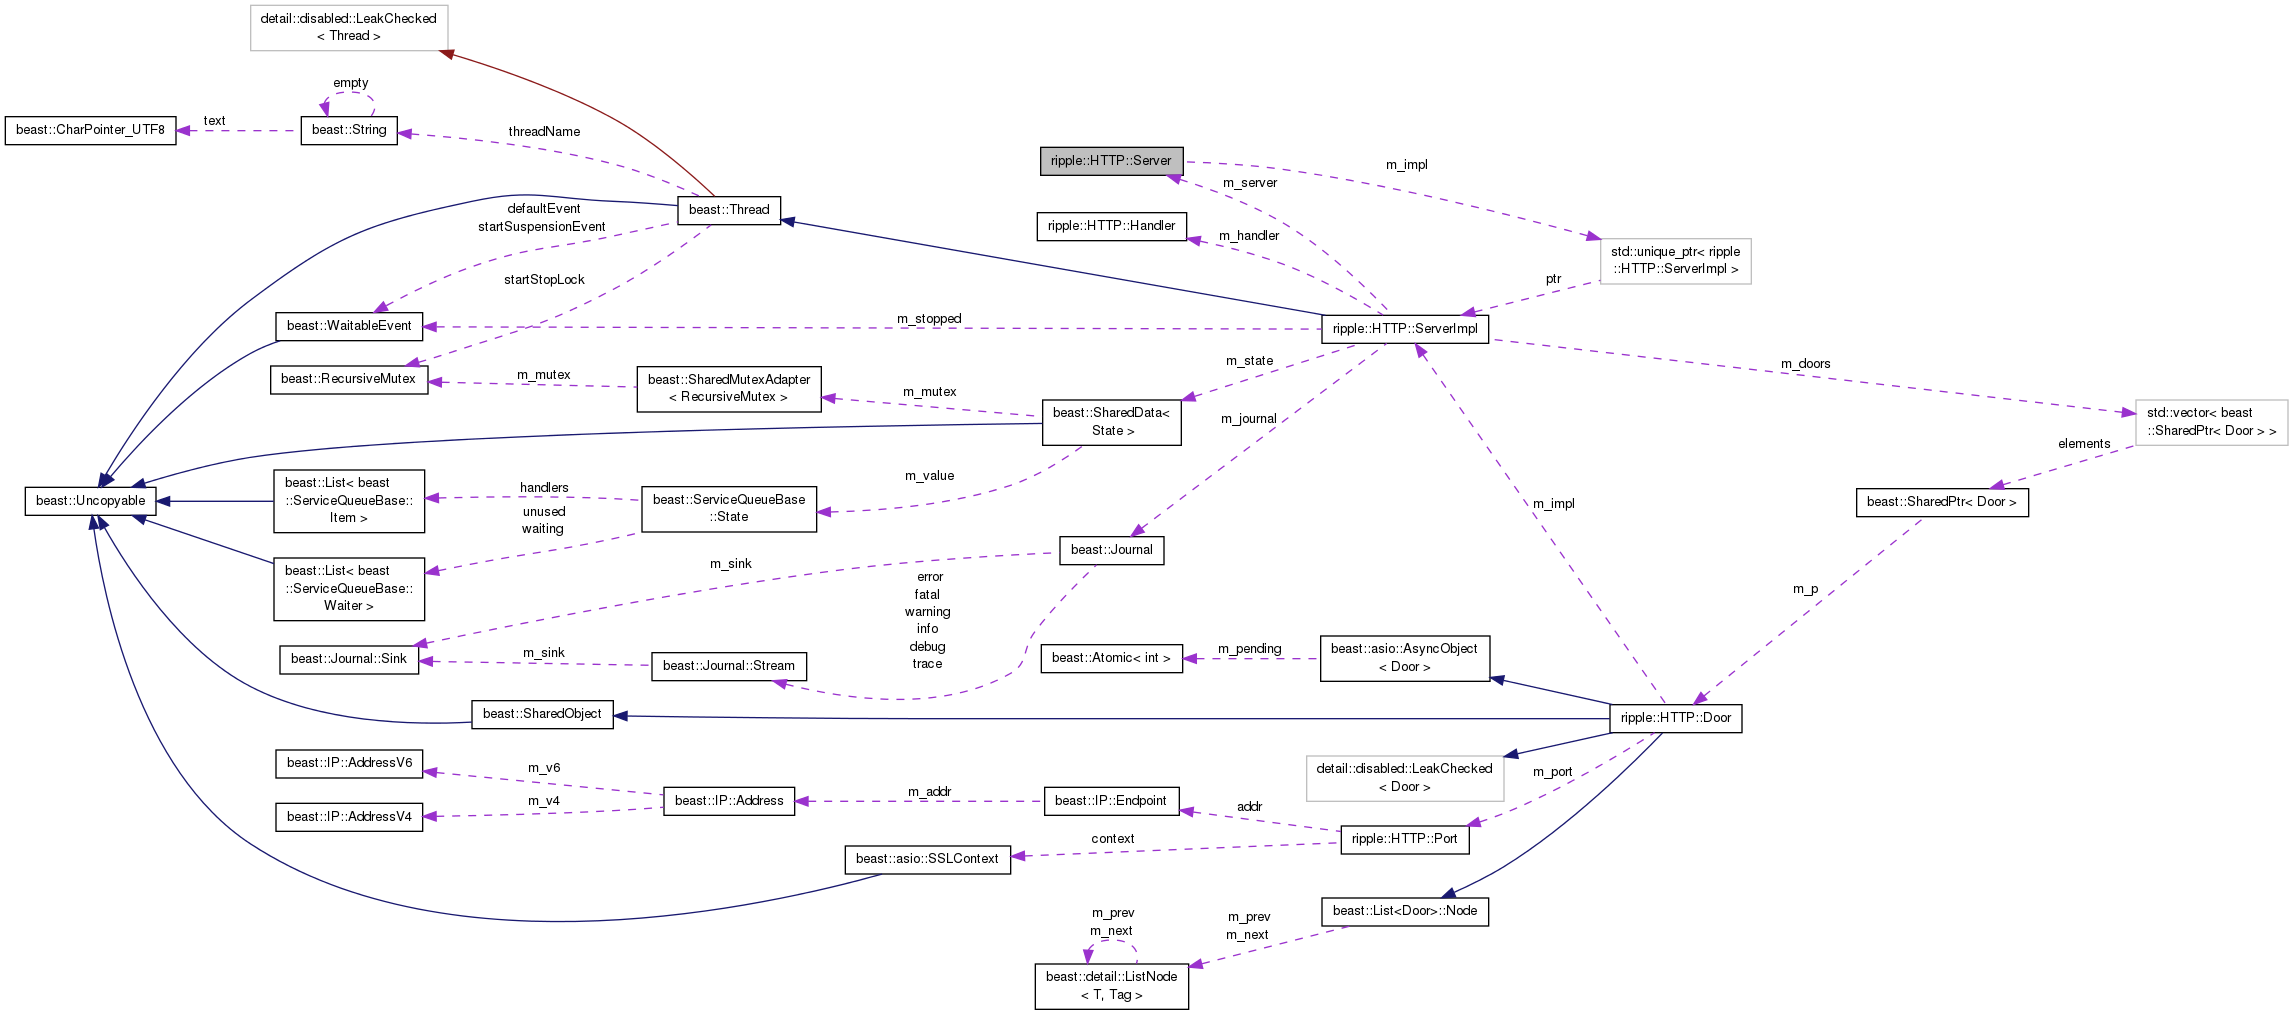 detail::disabled::LeakChecked
< Thread >
empty
beast::CharPointer_UTF8
text
beast::String
threadName
ripple::HTTP::Server
m_impl
m_server
beast::Thread
defaultEvent
startSuspensionEvent
ripple::HTTP::Handler
m_handler
std::unique_ptr< ripple
::HTTP::ServerImpl >
startStopLock
ptr
beast::WaitableEvent
m_stopped
ripple::HTTP::ServerImpl
m_state
m_doors
beast::RecursiveMutex
m_mutex
beast::SharedMutexAdapter
< RecursiveMutex >
m_mutex
beast::SharedData<
State >
m_journal
std::vector< beast
::SharedPtr< Door > >
elements
m_value
beast::Uncopyable
beast::List< beast
::ServiceQueueBase::
Item >
handlers
unused
waiting
beast::ServiceQueueBase
::State
m_impl
beast::SharedPtr< Door >
beast::List< beast
::ServiceQueueBase::
Waiter >
m_sink
beast::Journal
error
fatal
warning
info
debug
trace
m_p
beast::Journal::Sink
m_sink
beast::Journal::Stream
beast::Atomic< int >
m_pending
beast::asio::AsyncObject
< Door >
beast::SharedObject
ripple::HTTP::Door
beast::IP::AddressV6
m_v6
detail::disabled::LeakChecked
< Door >
m_port
beast::IP::AddressV4
m_v4
beast::IP::Address
m_addr
beast::IP::Endpoint
addr
ripple::HTTP::Port
context
beast::asio::SSLContext
m_prev
m_next
m_prev
m_next
beast::List<Door>::Node
beast::detail::ListNode
< T, Tag >